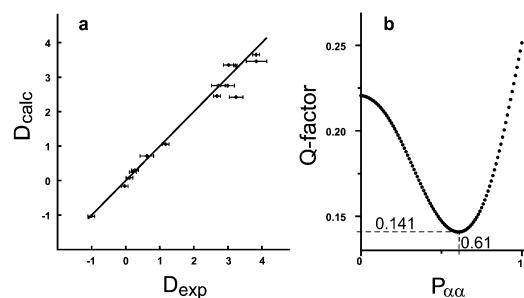 a
4
3
2
1
0
-1
-1 0 1 2 3 4
Dcalc
Dexp
b
0.25
0.20
0.15
0 1
Q-factor
Pαα
0.141
0.61